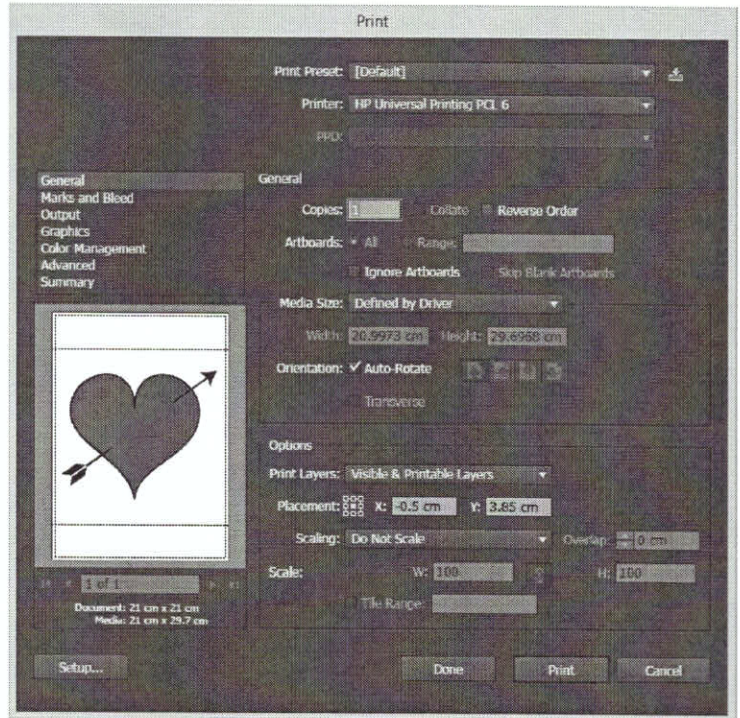 Print
Print Preset: [Default]
Printer: HP Universal Printing PCL 6
PPD:
General
Marks and Bleed
Output
Graphics
Color Management
Advanced
Summary
General
Copies: 1 Collate Reverse Order
Artboards: All Range:
Ignore Artboards Skip Blank Artboards
Media Size: Defined by Driver
Width: 20.9973 cm Height: 29.6968 cm
Orientation: Auto-Rotate
Transverse
Options
Print Layers: Visible & Printable Layers
Placement: X: -0.5 cm Y: 3.85 cm
Scaling: Do Not Scale Overlap: 0 cm
Scale: W: 100 H: 100
Tile Range:
1 of 1
Document: 21 cm x 21 cm
Media: 21 cm x 29.7 cm
Setup... Done Print Cancel